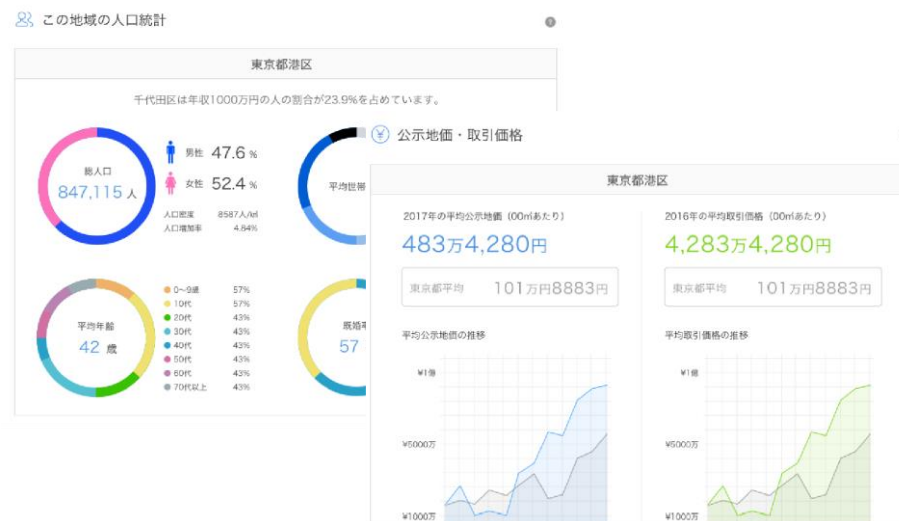 この地域の人口統計
?
東京都港区
千代田区は年収1000万円の人の割合が23.9%を占めています。
総人口
847,115 人
男性 47.6 %
女性 52.4 %
人口密度 8587人/㎢
人口増加率 4.64%
平均世帯
平均年齢
42 歳
0〜9歳 57%
10代 57%
20代 43%
30代 43%
40代 43%
50代 43%
60代 43%
70代以上 43%
既婚
57
公示地価・取引価格
東京都港区
2017年の平均公示地価（00㎡あたり）
483万4,280円
東京都平均 101万円8883円
平均公示地価の推移
¥1億
¥5000万
¥1000万
2016年の平均取引価格（00㎡あたり）
4,283万4,280円
東京都平均 101万円8883円
平均取引価格の推移
¥1億
¥5000万
¥1000万